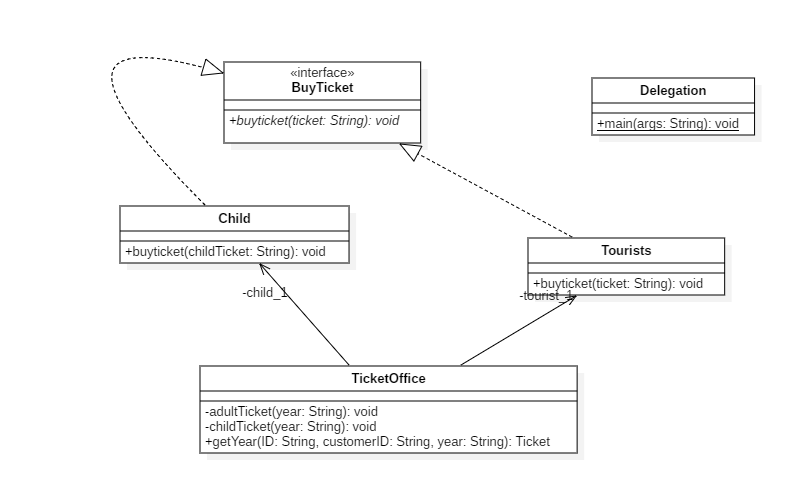 «interface»
BuyTicket
+buyticket(ticket: String): void
Delegation
+main(args: String): void
Child
+buyticket(childTicket: String): void
Tourists
+buyticket(ticket: String): void
-child_1
-tourist_1
TicketOffice
-adultTicket(year: String): void
-childTicket(year: String): void
+getYear(ID: String, customerID: String, year: String): Ticket